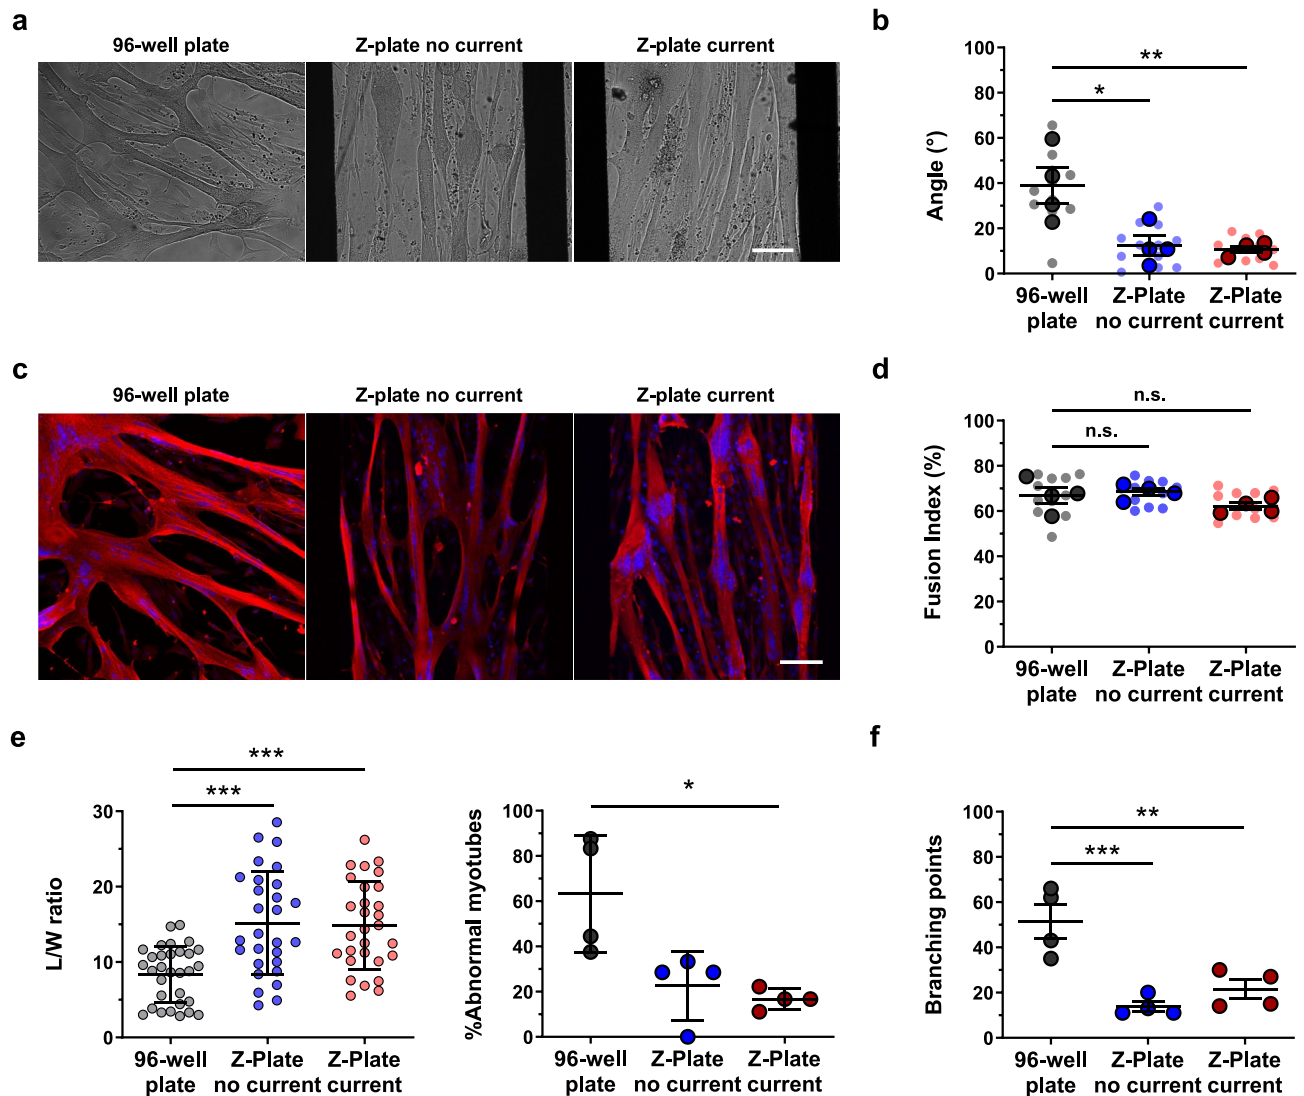 a
96-well plate
Z-plate no current
Z-plate current
b
Angle (°)
100
80
60
40
20
0
**
*
96-well plate
Z-Plate no current
Z-Plate current
c
96-well plate
Z-plate no current
Z-plate current
d
Fusion Index (%)
100
80
60
40
20
0
n.s.
n.s.
96-well plate
Z-Plate no current
Z-Plate current
e
L/W ratio
30
20
10
0
***
***
96-well plate
Z-Plate no current
Z-Plate current
%Abnormal myotubes
100
80
60
40
20
0
*
96-well plate
Z-Plate no current
Z-Plate current
f
Branching points
100
80
60
40
20
0
**
***
96-well plate
Z-Plate no current
Z-Plate current